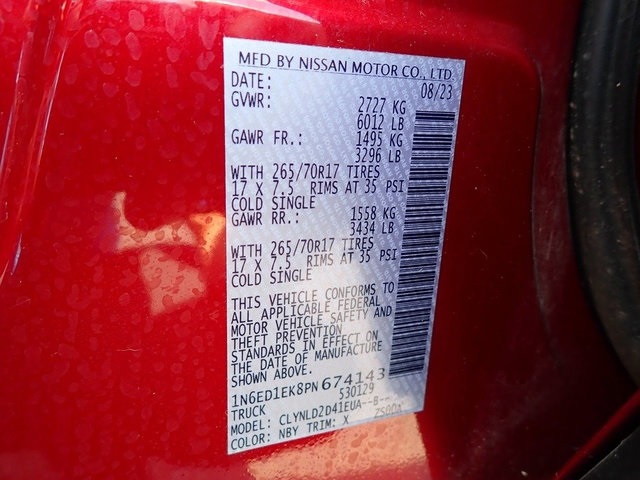 MFD BY NISSAN MOTOR CO., LTD
DATE: 08/23
GVWR: 2727 KG
6012 LB
GAWR FR.: 1495 KG
3296 LB
WITH 265/70R17 TIRES
17 X 7.5 RIMS AT 35 PSI
COLD SINGLE
GAWR RR.: 1558 KG
3434 LB
WITH 265/70R17 TIRES
17 X 7.5 RIMS AT 35 PSI
COLD SINGLE
THIS VEHICLE CONFORMS TO
ALL APPLICABLE FEDERAL
MOTOR VEHICLE SAFETY AND
THEFT PREVENTION
STANDARDS IN EFFECT ON
THE DATE OF MANUFACTURE
SHOWN ABOVE.
1N6ED1EK8PN674143
TRUCK 530129
MODEL: CLYNLD2D41EUA--B--
COLOR: NBY TRIM: X